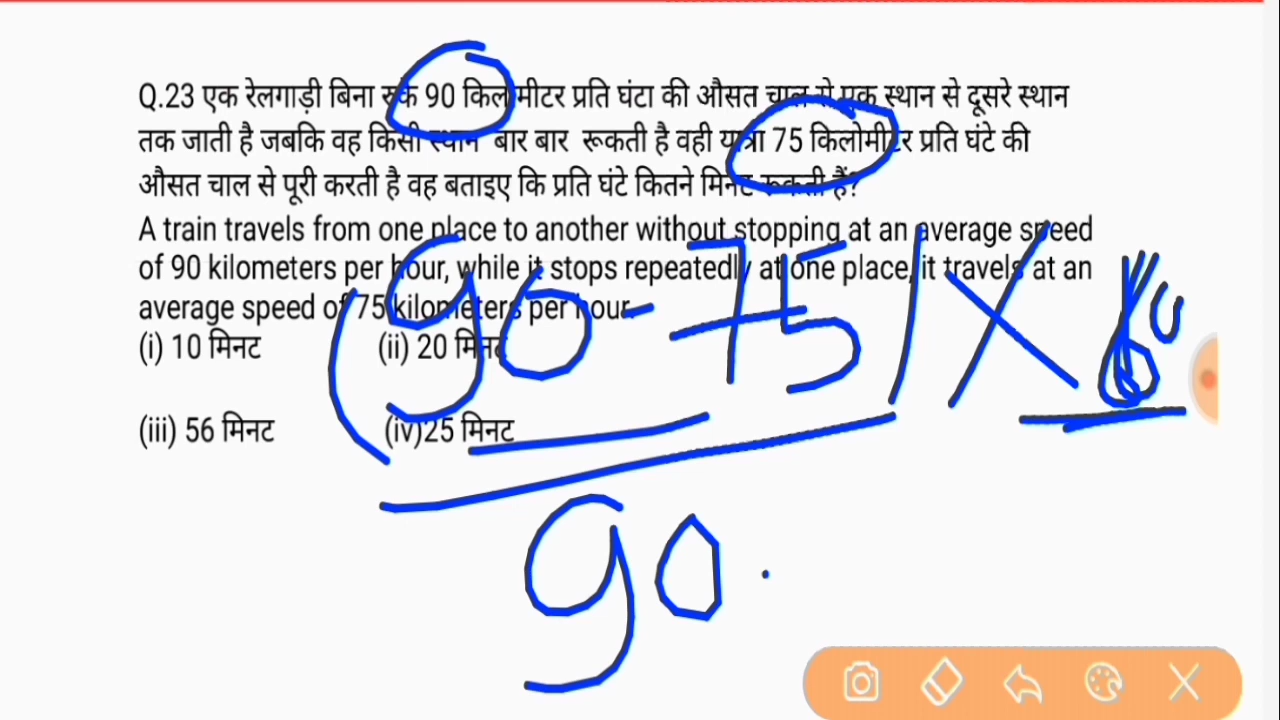 Q.23 एक रेलगाड़ी बिना रुके 90 किलोमीटर प्रति घंटा की औसत चाल से एक स्थान से दूसरे स्थान
तक जाती है जबकि वह किसी स्थान बार बार रूकती है वही यात्रा 75 किलोमीटर प्रति घंटे की
औसत चाल से पूरी करती है वह बताइए कि प्रति घंटे कितने मिनट रूकती हैं?
A train travels from one place to another without stopping at an average speed
of 90 kilometers per hour, while it stops repeatedly at one place, it travels at an
average speed of 75 kilometers per hour
(i) 10 मिनट (ii) 20 मिनट
(iii) 56 मिनट (iv)25 मिनट
(90-75) X 60
90